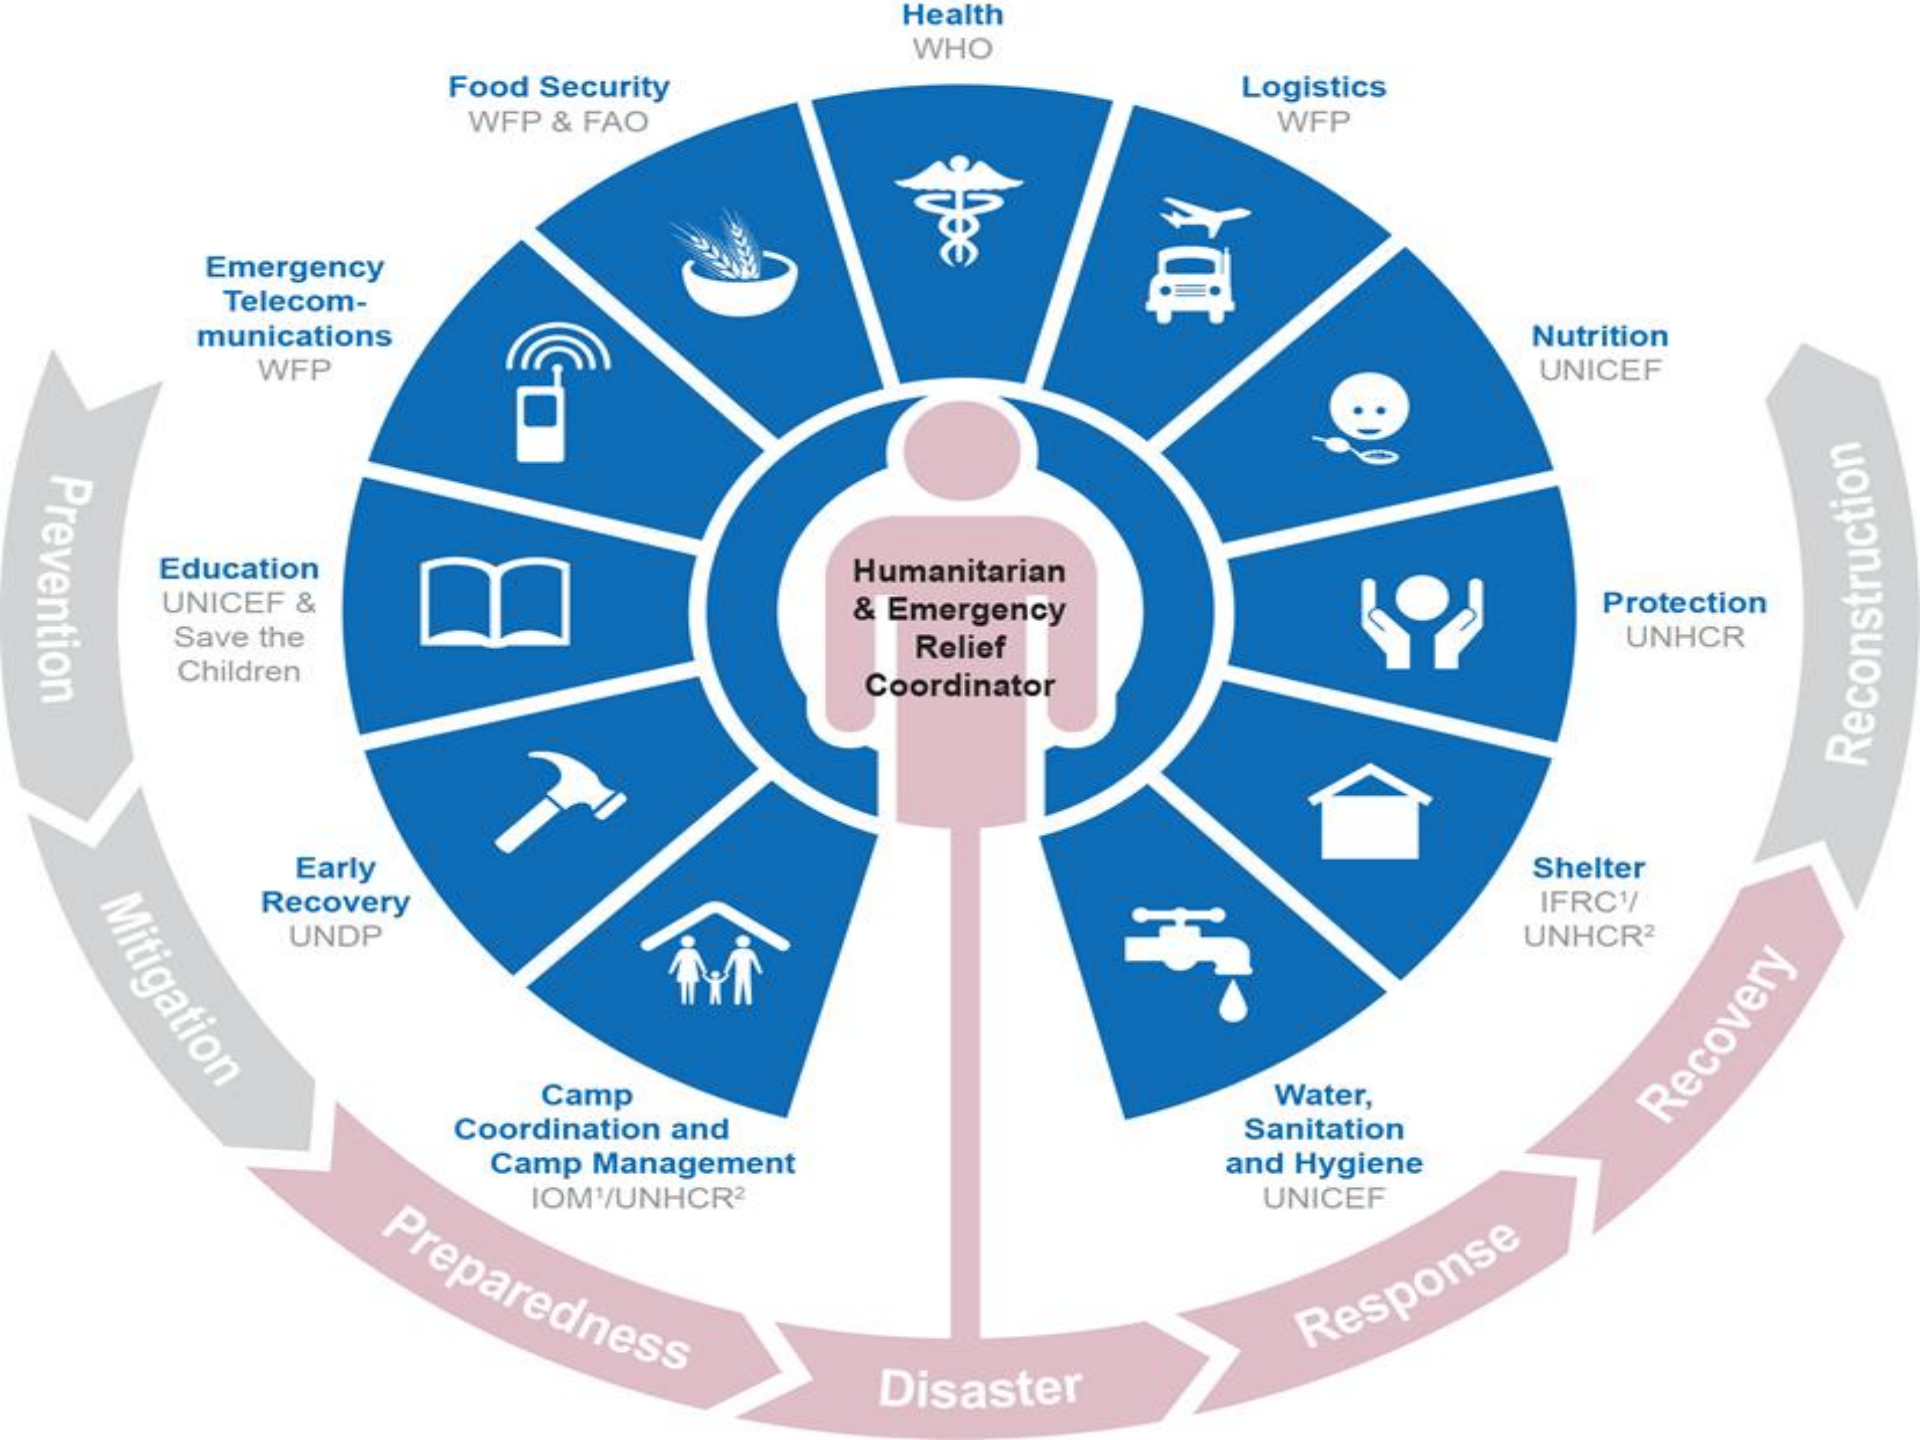 Health
WHO
Logistics
WFP
Nutrition
UNICEF
Protection
UNHCR
Shelter
IFRC¹/
UNHCR²
Water,
Sanitation
and Hygiene
UNICEF
Camp
Coordination and
Camp Management
IOM¹/UNHCR²
Early
Recovery
UNDP
Education
UNICEF &
Save the
Children
Emergency
Telecom-
munications
WFP
Food Security
WFP & FAO
Humanitarian
& Emergency
Relief
Coordinator
Prevention
Mitigation
Preparedness
Disaster
Response
Recovery
Reconstruction